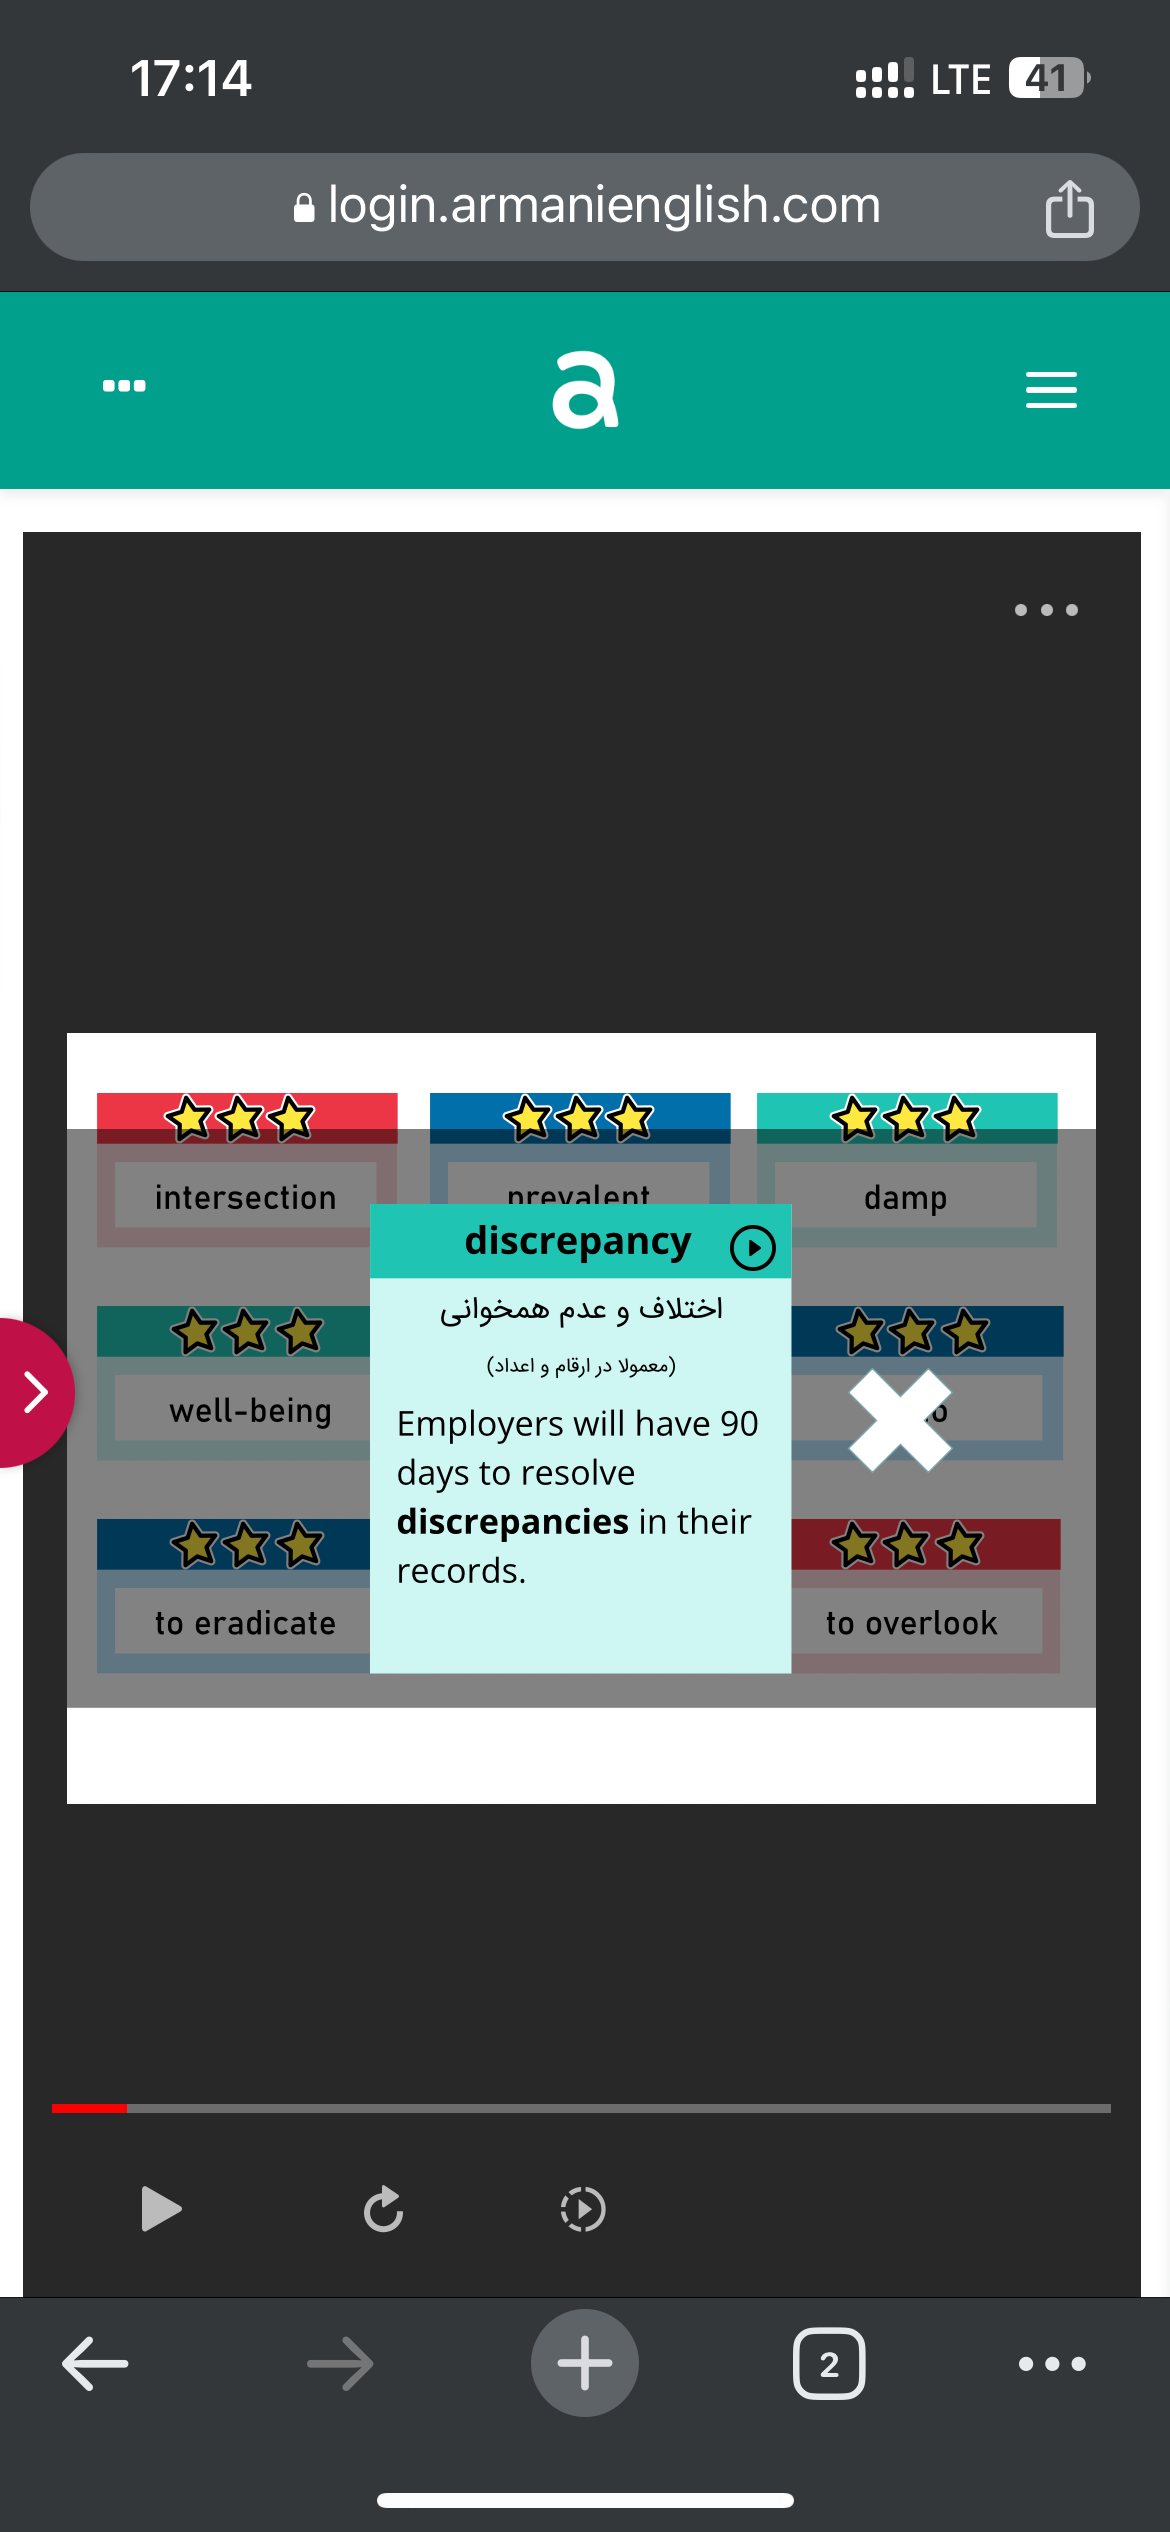 17:14
LTE 41
login.armanienglish.com
a
intersection
prevalent
damp
discrepancy
اختلاف و عدم همخوانی
(معمولا در ارقام و اعداد)
well-being
Employers will have 90
days to resolve
discrepancies in their
records.
to eradicate
to overlook
2